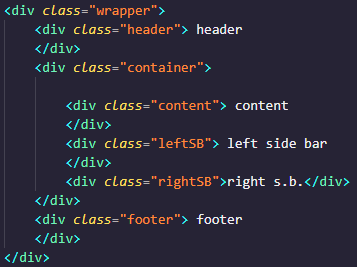 <div class="wrapper">
<div class="header"> header
</div>
<div class="container">
<div class="content"> content
</div>
<div class="leftSB"> left side bar
</div>
<div class="rightSB">right s.b.</div>
</div>
<div class="footer"> footer
</div>
</div>